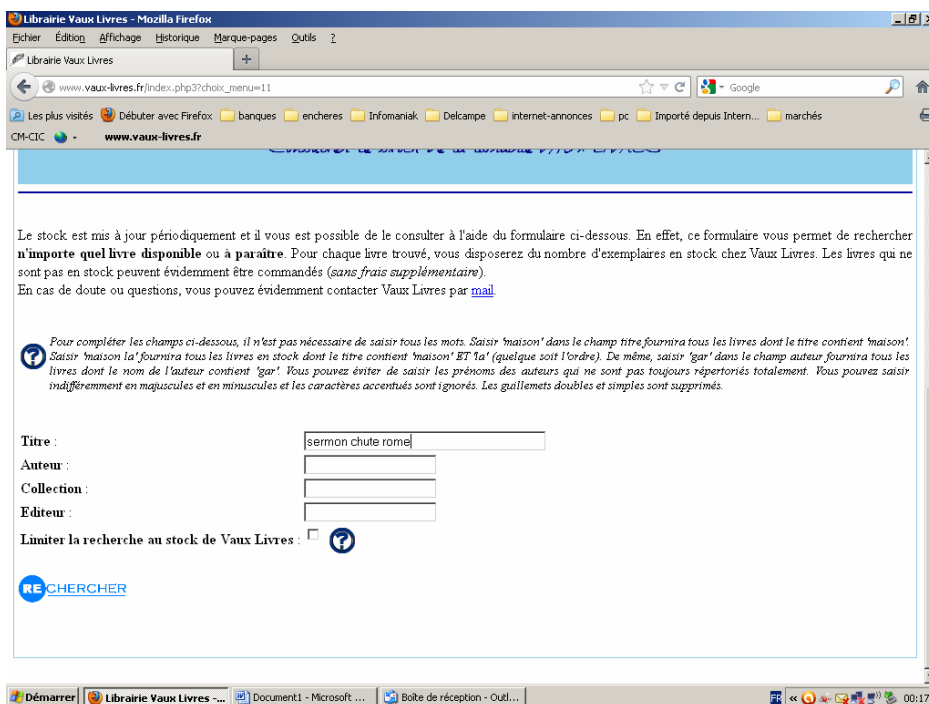 Librairie Vaux Livres - Mozilla Firefox
Fichier Édition Affichage Historique Marque-pages Outils ?
Librairie Vaux Livres +
www.vaux-livres.fr/index.php3?choix_menu=11 Google
Les plus visités Débuter avec Firefox banques encheres Infomaniak Delcampe internet-annonces pc Importé depuis Intern... marchés
CM-CIC www.vaux-livres.fr
Le stock est mis à jour périodiquement et il vous est possible de le consulter à l'aide du formulaire ci-dessous. En effet, ce formulaire vous permet de rechercher
n'importe quel livre disponible ou à paraître. Pour chaque livre trouvé, vous disposerez du nombre d'exemplaires en stock chez Vaux Livres. Les livres qui ne
sont pas en stock peuvent évidemment être commandés (sans frais supplémentaire).
En cas de doute ou questions, vous pouvez évidemment contacter Vaux Livres par mail.
? Pour compléter les champs ci-dessous, il n'est pas nécessaire de saisir tous les mots. Saisir 'maison' dans le champ titre fournira tous les livres dont le titre contient 'maison'.
Saisir 'maison la' fournira tous les livres en stock dont le titre contient 'maison' ET 'la' (quelque soit l'ordre). De même, saisir 'gar' dans le champ auteur fournira tous les
livres dont le nom de l'auteur contient 'gar'. Vous pouvez éviter de saisir les prénoms des auteurs qui ne sont pas toujours répertoriés totalement. Vous pouvez saisir
indifféremment en majuscules et en minuscules et les caractères accentués sont ignorés. Les guillemets doubles et simples sont supprimés.
Titre : sermon chute rome
Auteur :
Collection :
Editeur :
Limiter la recherche au stock de Vaux Livres : ?
RECHERCHER
Démarrer Librairie Vaux Livres -... Document1 - Microsoft ... Boîte de réception - Outl... FR « 00:17